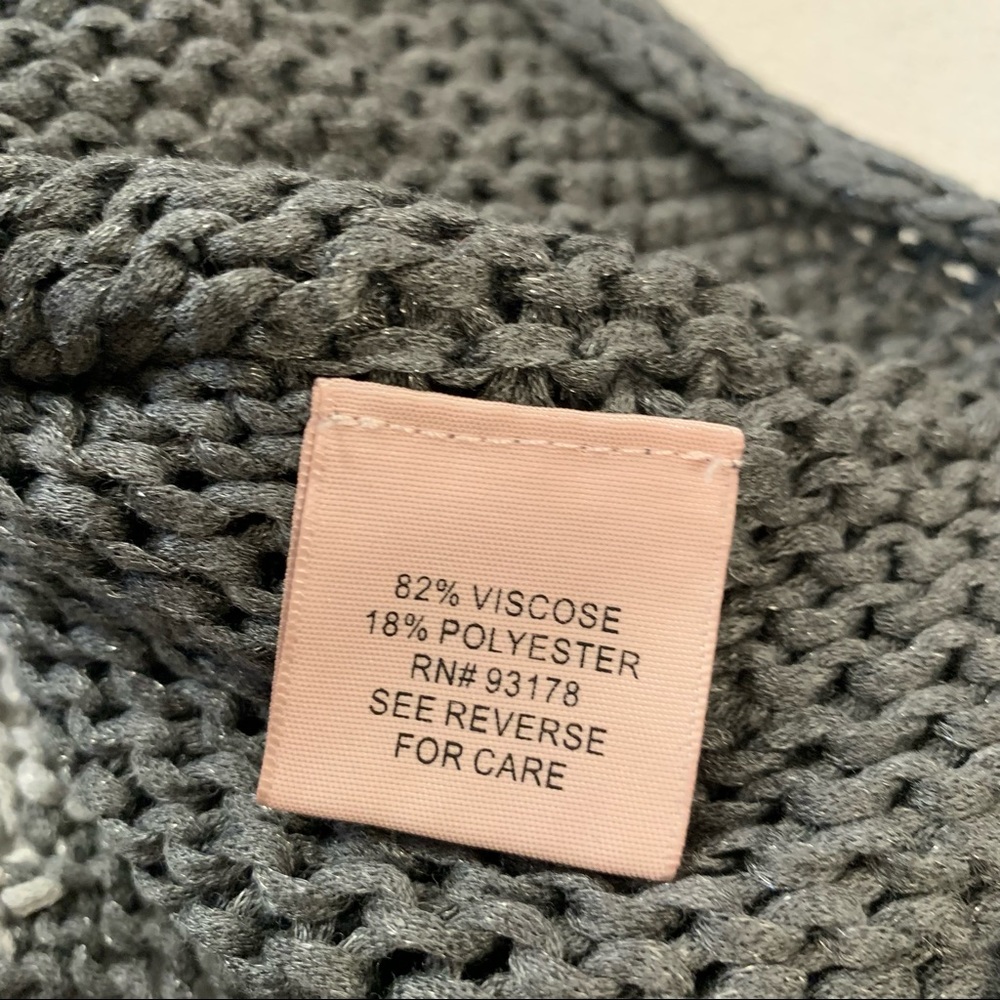 82% VISCOSE
18% POLYESTER
RN# 93178
SEE REVERSE
FOR CARE